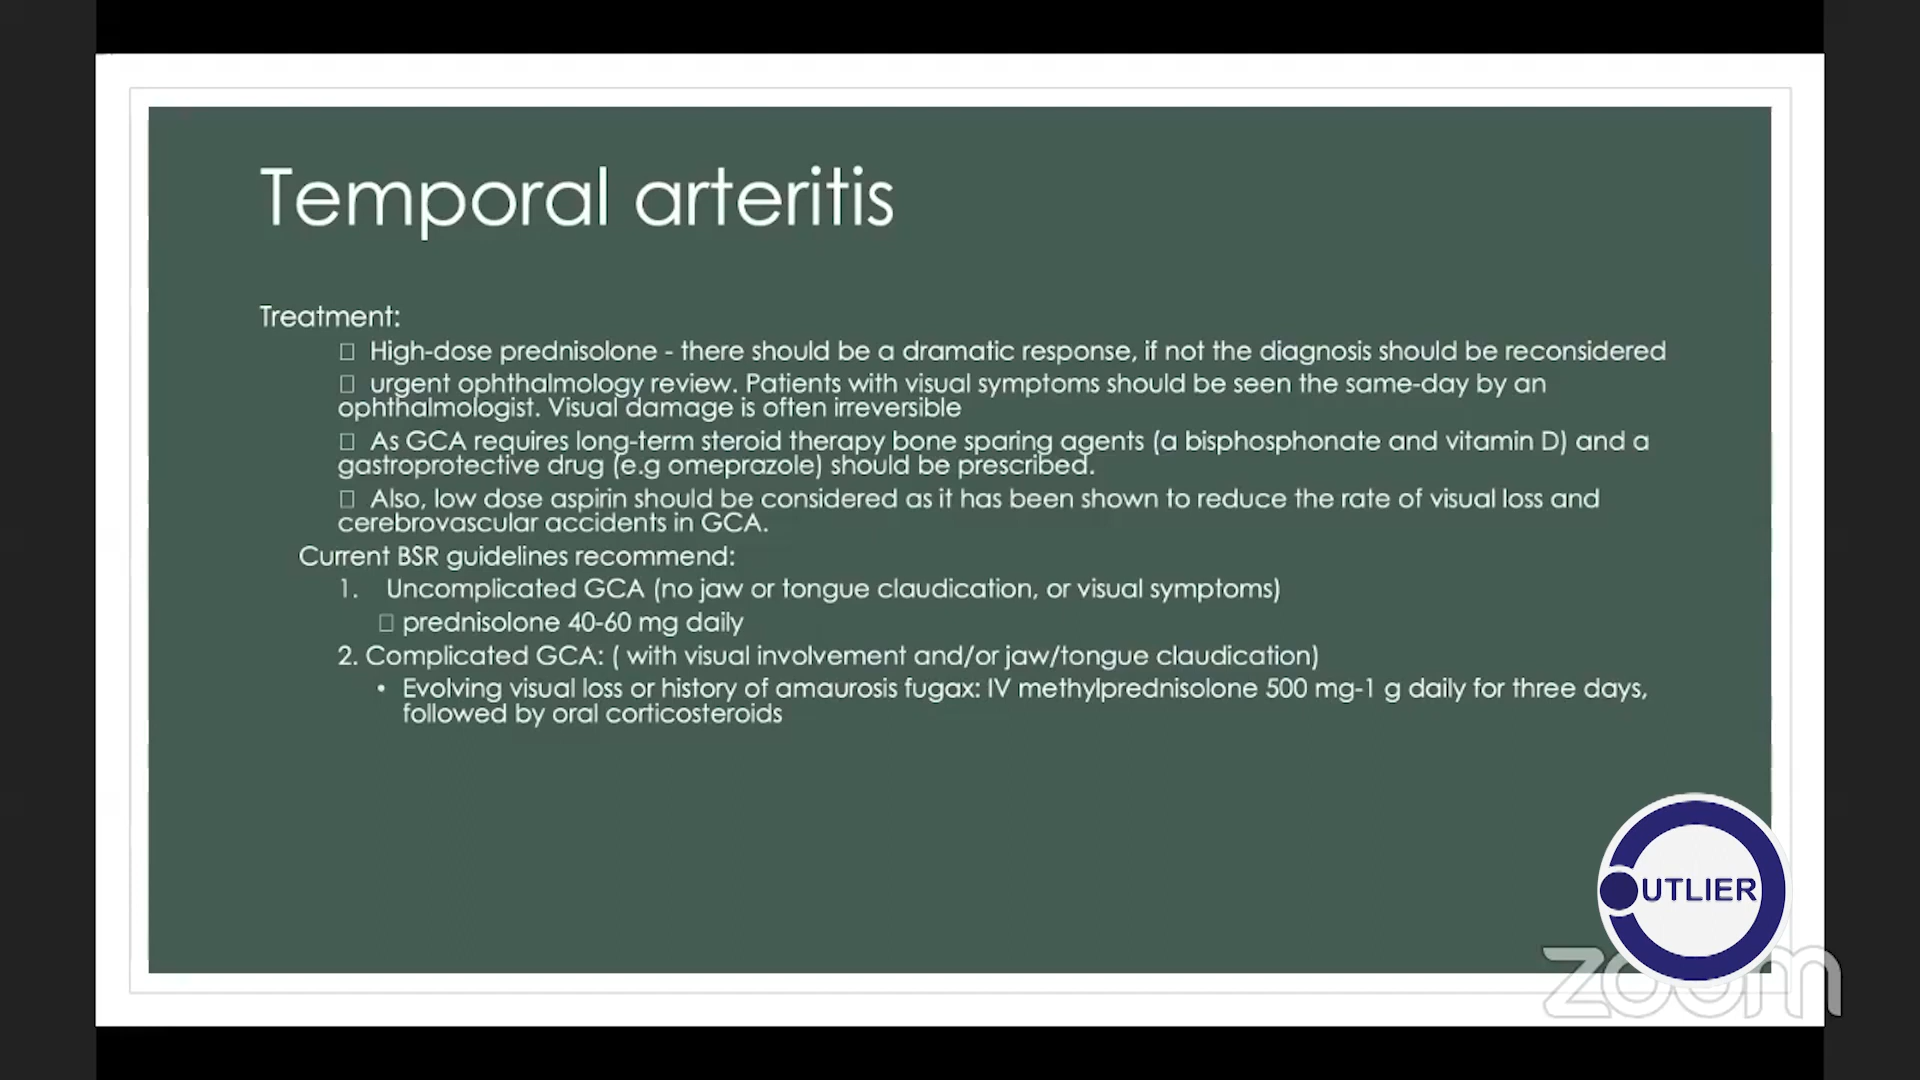 Temporal arteritis
Treatment:
High-dose prednisolone - there should be a dramatic response, if not the diagnosis should be reconsidered
urgent ophthalmology review. Patients with visual symptoms should be seen the same-day by an
ophthalmologist. Visual damage is often irreversible
As GCA requires long-term steroid therapy bone sparing agents (a bisphosphonate and vitamin D) and a
gastroprotective drug (e.g omeprazole) should be prescribed.
Also, low dose aspirin should be considered as it has been shown to reduce the rate of visual loss and
cerebrovascular accidents in GCA.
Current BSR guidelines recommend:
1. Uncomplicated GCA (no jaw or tongue claudication, or visual symptoms)
prednisolone 40-60 mg daily
2. Complicated GCA: ( with visual involvement and/or jaw/tongue claudication)
• Evolving visual loss or history of amaurosis fugax: IV methylprednisolone 500 mg-1 g daily for three days,
followed by oral corticosteroids
OUTLIER
zoom